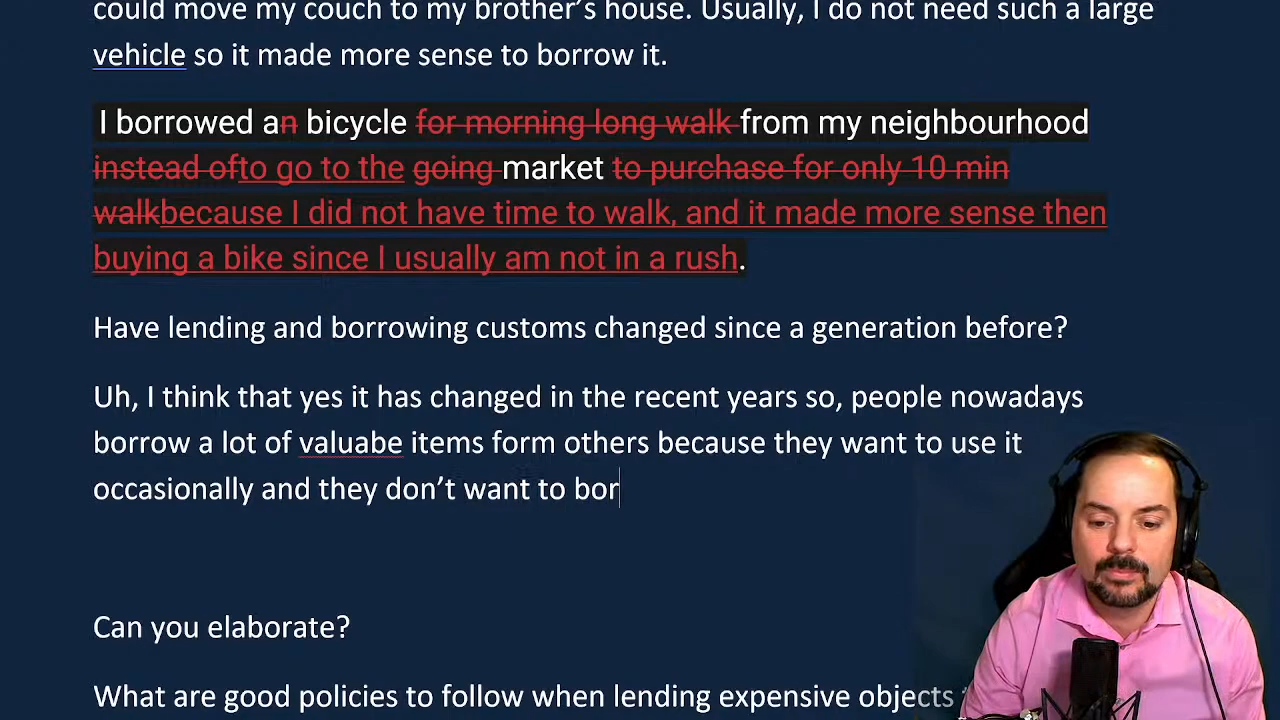 could move my couch to my brother's house. Usually, I do not need such a large
vehicle so it made more sense to borrow it.
I borrowed an bicycle for morning long walk from my neighbourhood
instead ofto go to the going market to purchase for only 10 min
walkbecause I did not have time to walk, and it made more sense then
buying a bike since I usually am not in a rush.
Have lending and borrowing customs changed since a generation before?
Uh, I think that yes it has changed in the recent years so, people nowadays
borrow a lot of valuabe items form others because they want to use it
occasionally and they don't want to bor
Can you elaborate?
What are good policies to follow when lending expensive objects